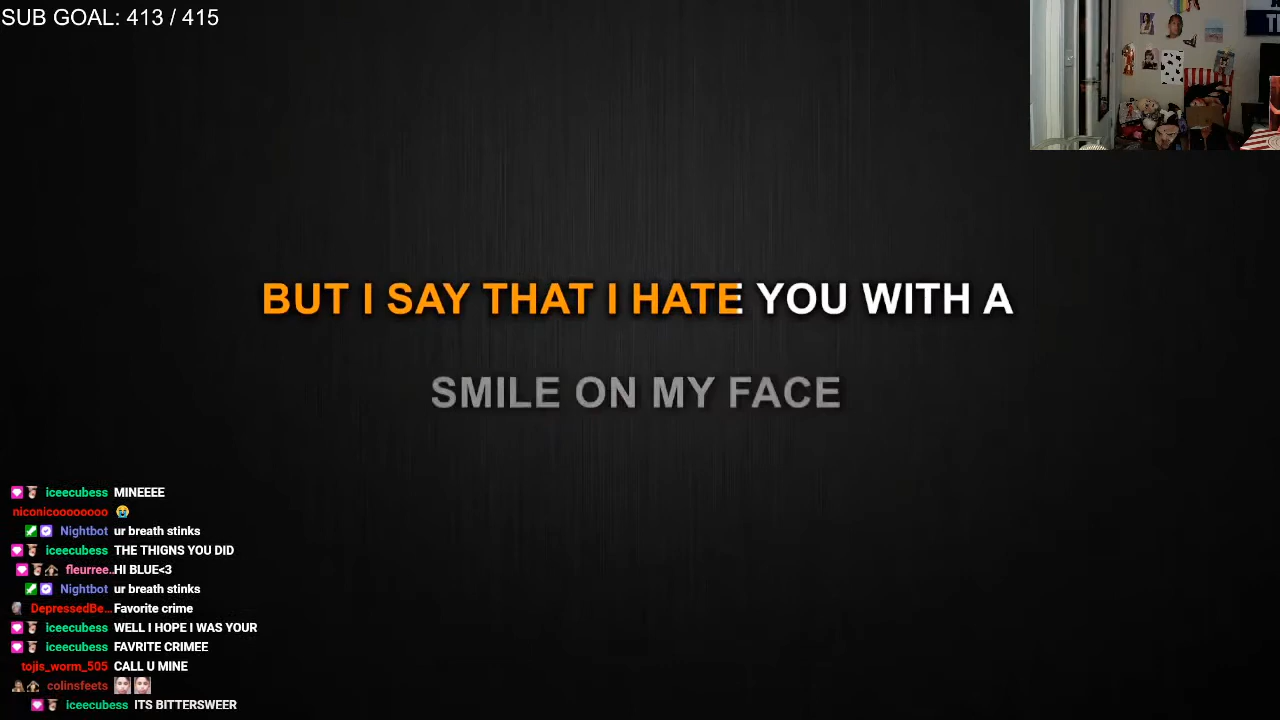 SUB GOAL: 413 / 415
BUT I SAY THAT I HATE YOU WITH A
SMILE ON MY FACE
iceecubess MINEEEE
niconicoooooooo 😭
Nightbot ur breath stinks
iceecubess THE THIGNS YOU DID
fleurree... HI BLUE<3
Nightbot ur breath stinks
DepressedBe... Favorite crime
iceecubess WELL I HOPE I WAS YOUR
iceecubess FAVRITE CRIMEE
tojis_worm_505 CALL U MINE
colinsfeets
iceecubess ITS BITTERSWEER